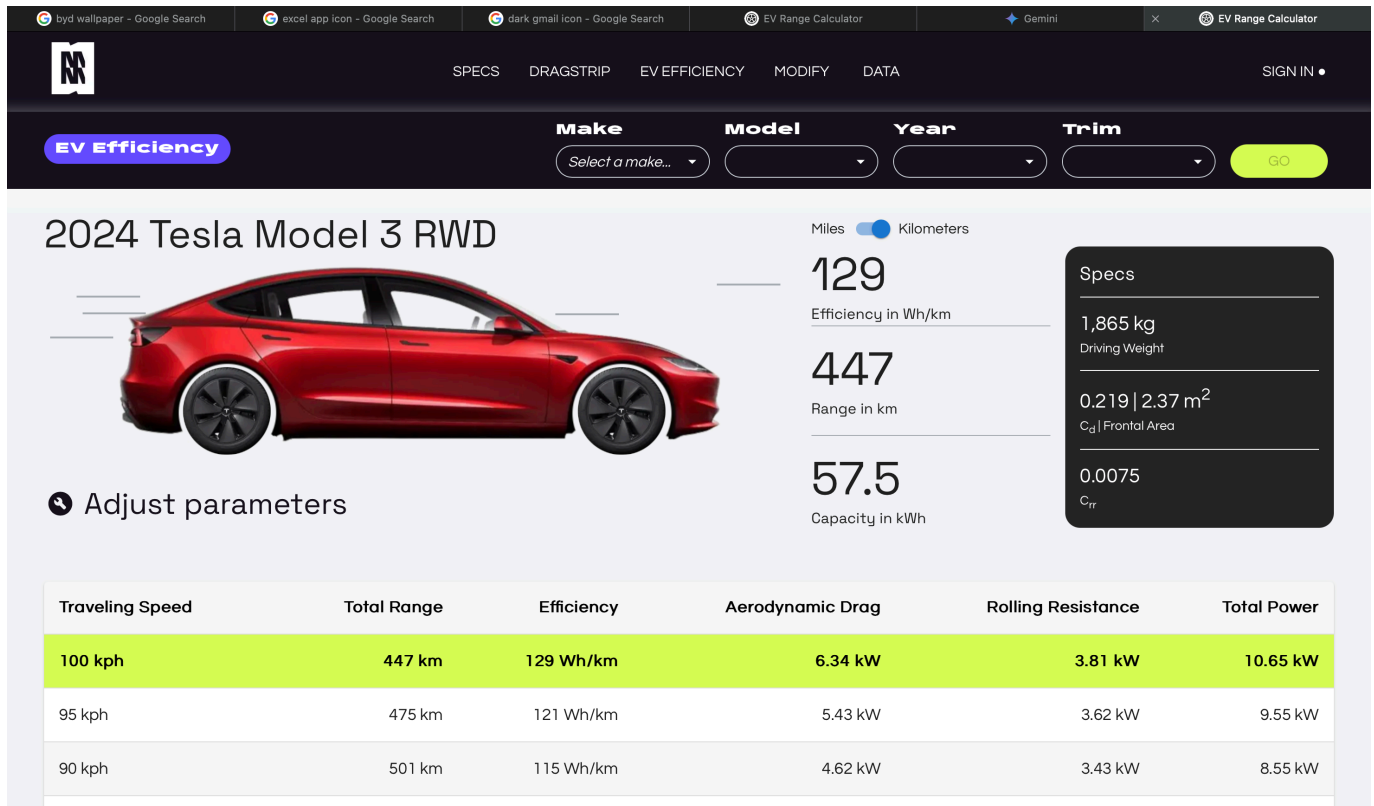 byd wallpaper - Google Search
excel app icon - Google Search
dark gmail icon - Google Search
EV Range Calculator
Gemini
EV Range Calculator
SPECS DRAGSTRIP EV EFFICIENCY MODIFY DATA
SIGN IN
EV Efficiency
Make Model Year Trim
Select a make...
GO
2024 Tesla Model 3 RWD
Miles Kilometers
129
Efficiency in Wh/km
447
Range in km
57.5
Capacity in kWh
Specs
1,865 kg
Driving Weight
0.219 | 2.37 m²
Cd | Frontal Area
0.0075
Crr
Adjust parameters
Traveling Speed Total Range Efficiency Aerodynamic Drag Rolling Resistance Total Power
100 kph 447 km 129 Wh/km 6.34 kW 3.81 kW 10.65 kW
95 kph 475 km 121 Wh/km 5.43 kW 3.62 kW 9.55 kW
90 kph 501 km 115 Wh/km 4.62 kW 3.43 kW 8.55 kW